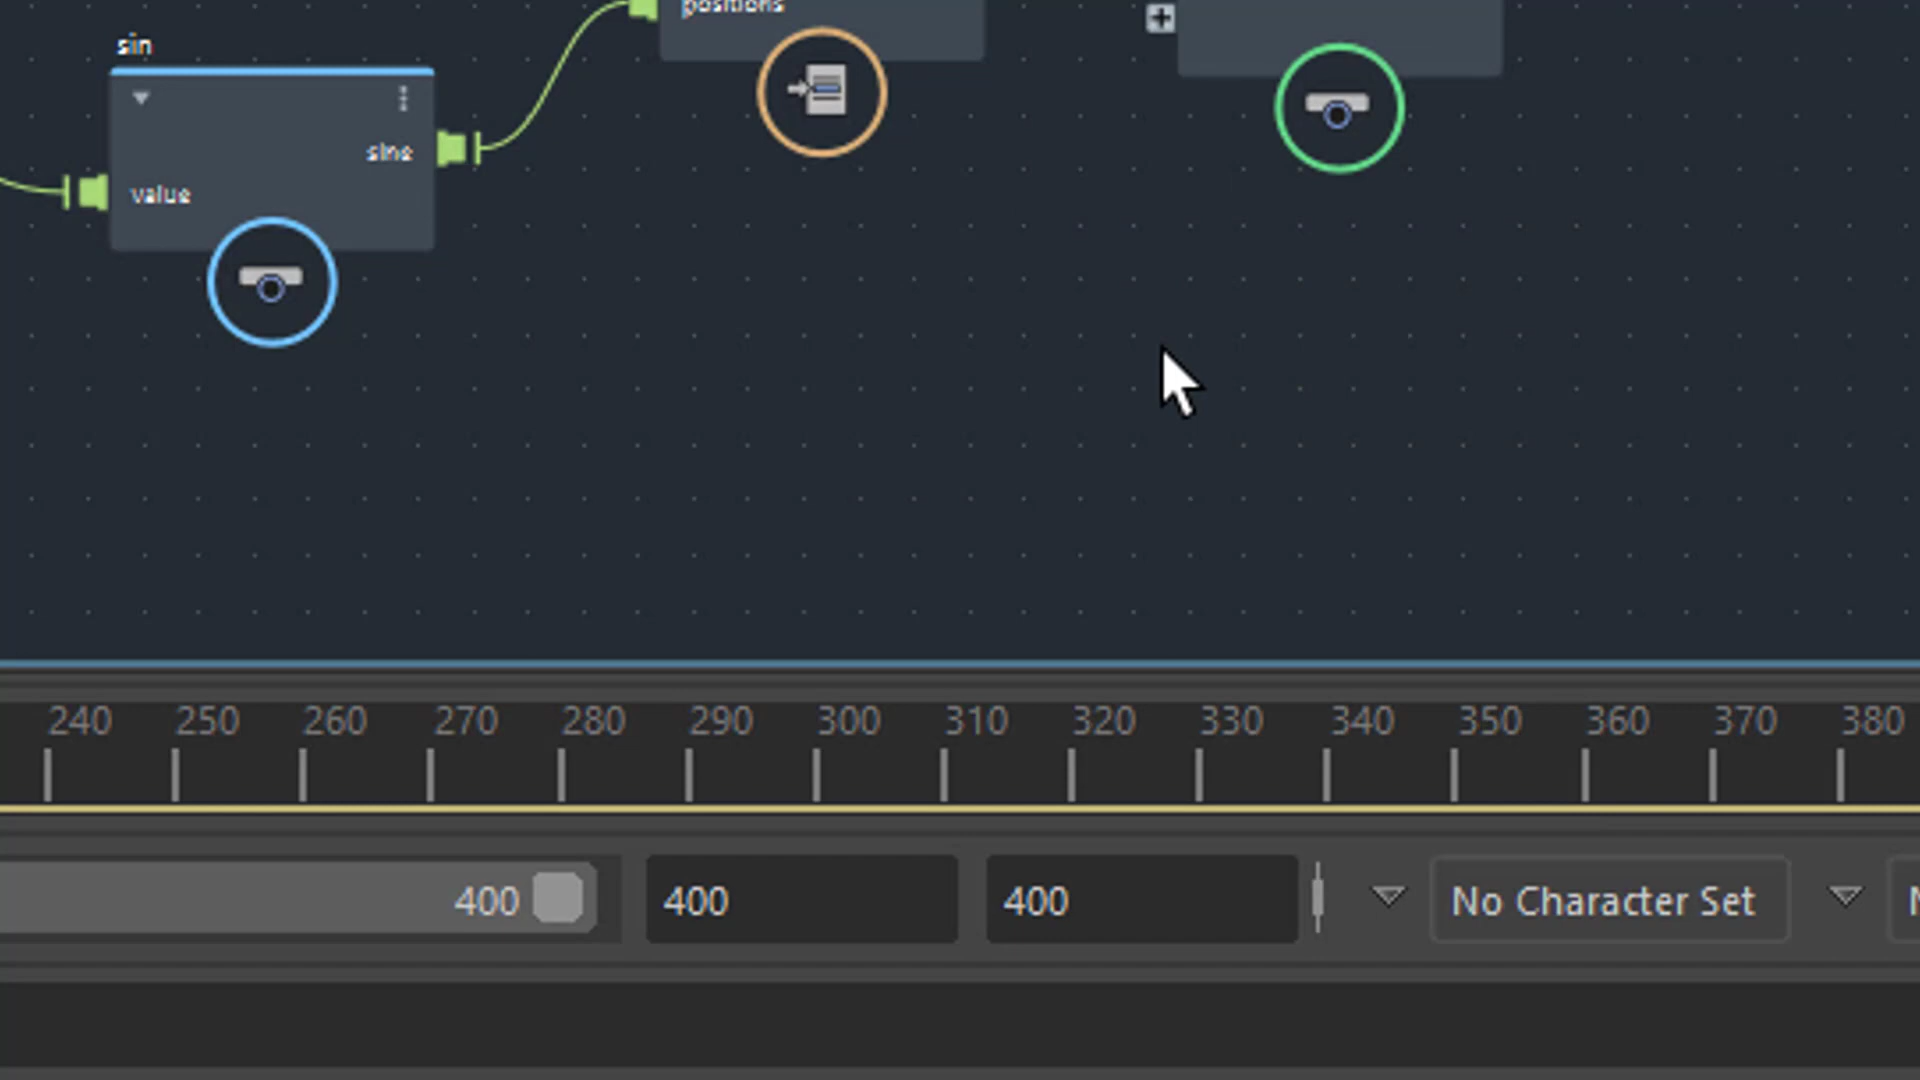 positions
sin
sine
value
240 250 260 270 280 290 300 310 320 330 340 350 360 370 380
400 400 400 No Character Set